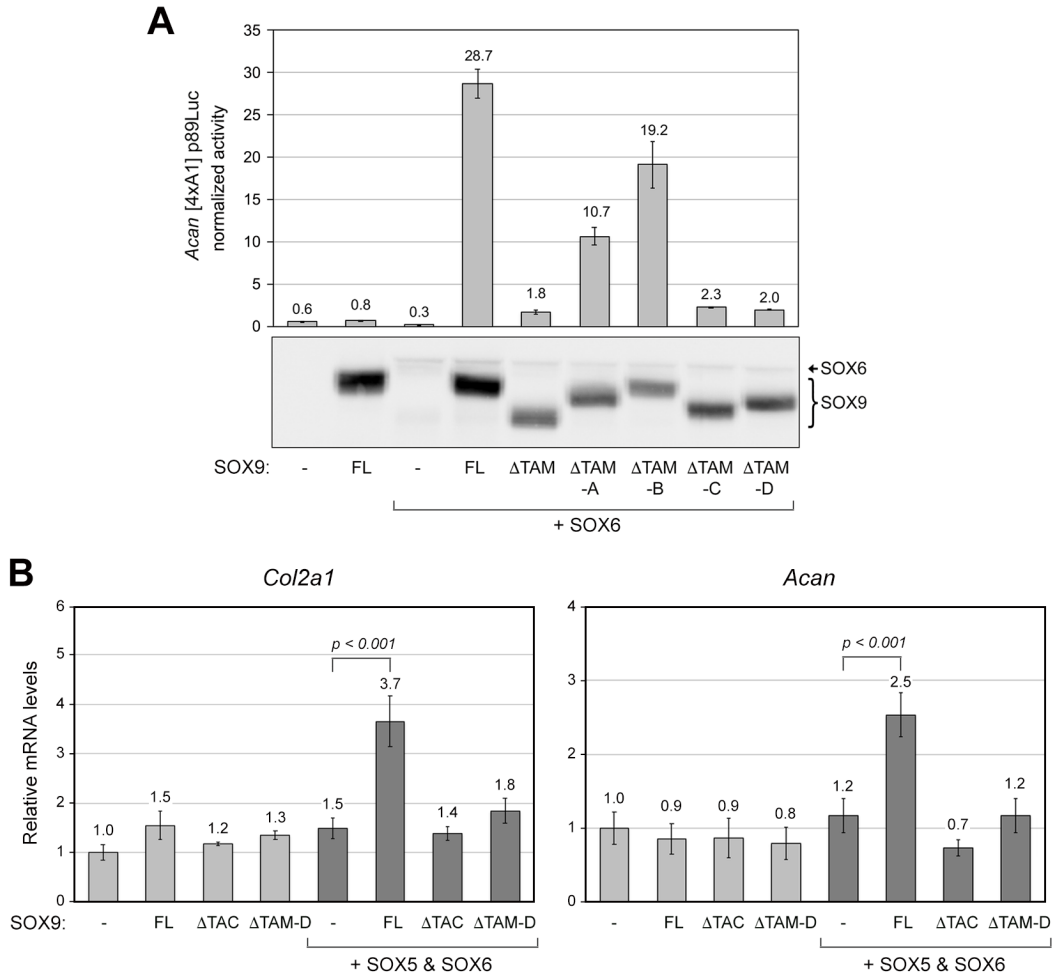 A
Acan [4xA1] p89Luc
normalized activity
35
30
25
20
15
10
5
0
0.6
0.8
0.3
28.7
1.8
10.7
19.2
2.3
2.0
SOX6
SOX9
SOX9: - FL - FL ΔTAM ΔTAM ΔTAM ΔTAM ΔTAM
-A -B -C -D
+ SOX6
B
Col2a1
Relative mRNA levels
6
5
4
3
2
1
0
1.0
1.5
1.2
1.3
1.5
p < 0.001
3.7
1.4
1.8
SOX9: - FL ΔTAC ΔTAM-D - FL ΔTAC ΔTAM-D
+ SOX5 & SOX6
Acan
4
3
2
1
0
1.0
0.9
0.9
0.8
1.2
p < 0.001
2.5
0.7
1.2
- FL ΔTAC ΔTAM-D - FL ΔTAC ΔTAM-D
+ SOX5 & SOX6